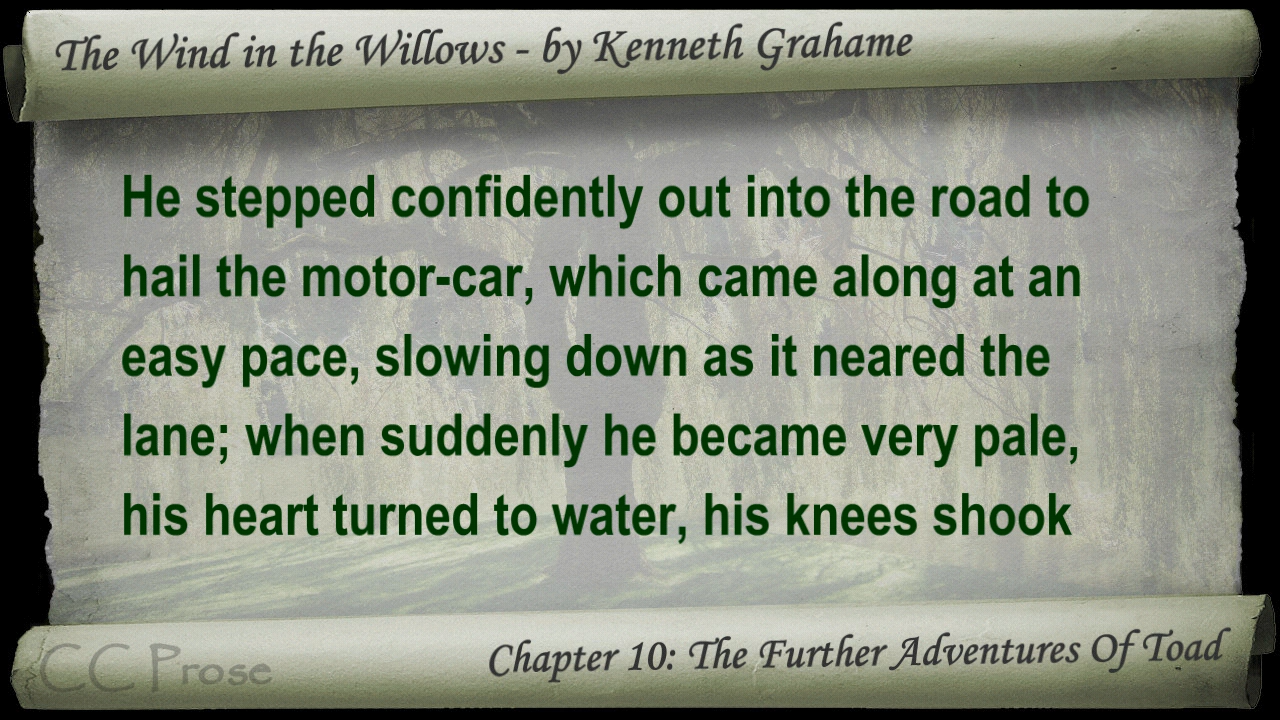 The Wind in the Willows - by Kenneth Grahame
He stepped confidently out into the road to
hail the motor-car, which came along at an
easy pace, slowing down as it neared the
lane; when suddenly he became very pale,
his heart turned to water, his knees shook
CC Prose
Chapter 10: The Further Adventures Of Toad